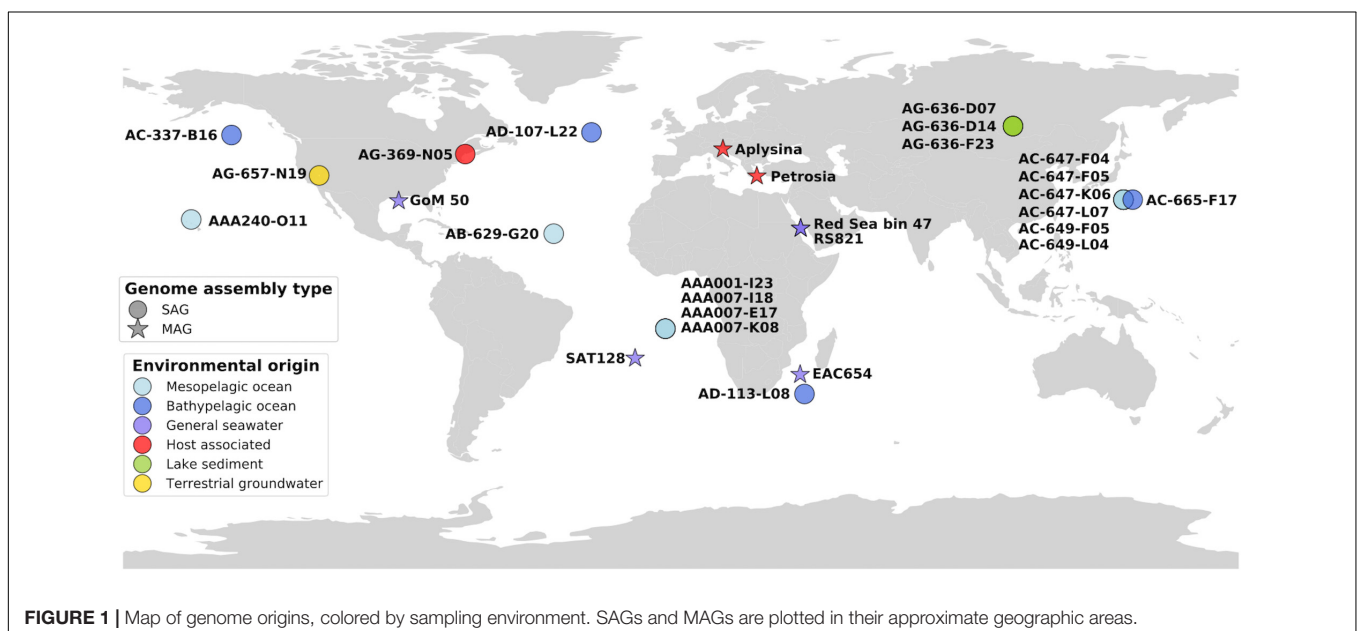 AG-636-D07
AG-636-D14
AG-636-F23
AC-337-B16
AD-107-L22
AG-369-N05
Aplysina
AC-647-F04
AC-647-F05
AC-647-K06
AC-647-L07
AC-649-F05
AC-649-L04
AG-657-N19
Petrosia
GoM 50
AC-665-F17
AAA240-O11
AB-629-G20
Red Sea bin 47
RS821
Genome assembly type
SAG
MAG
AAA001-I23
AAA007-I18
AAA007-E17
AAA007-K08
SAT128
EAC654
AD-113-L08
Environmental origin
Mesopelagic ocean
Bathypelagic ocean
General seawater
Host associated
Lake sediment
Terrestrial groundwater
FIGURE 1 | Map of genome origins, colored by sampling environment. SAGs and MAGs are plotted in their approximate geographic areas.